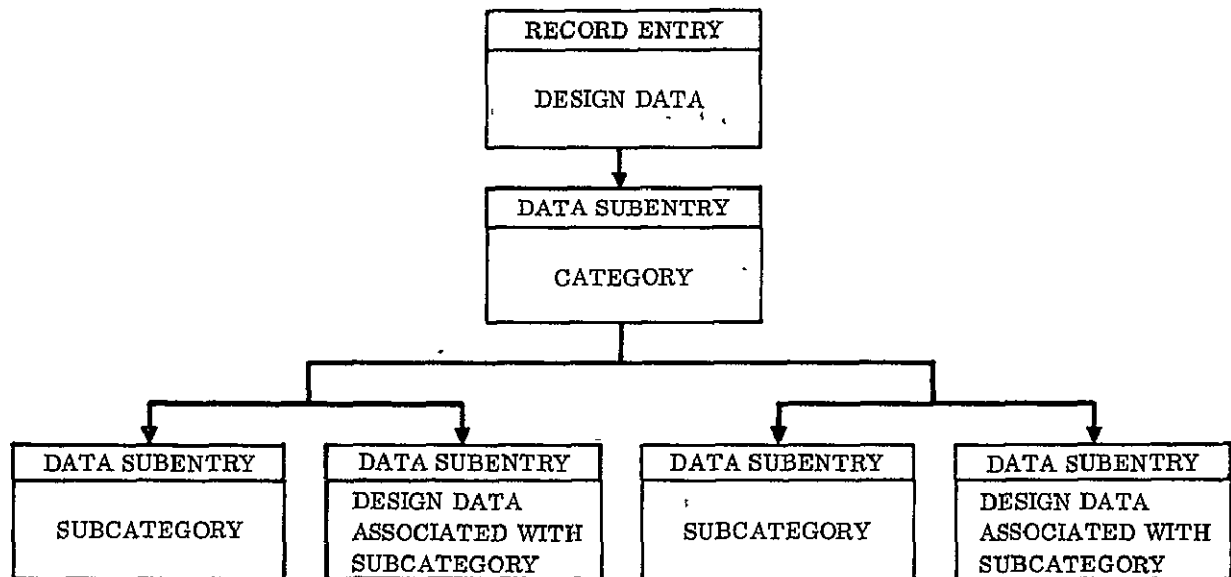 RECORD ENTRY
DESIGN DATA
DATA SUBENTRY
CATEGORY
DATA SUBENTRY
SUBCATEGORY
DATA SUBENTRY
DESIGN DATA
ASSOCIATED WITH
SUBCATEGORY
DATA SUBENTRY
SUBCATEGORY
DATA SUBENTRY
DESIGN DATA
ASSOCIATED WITH
SUBCATEGORY